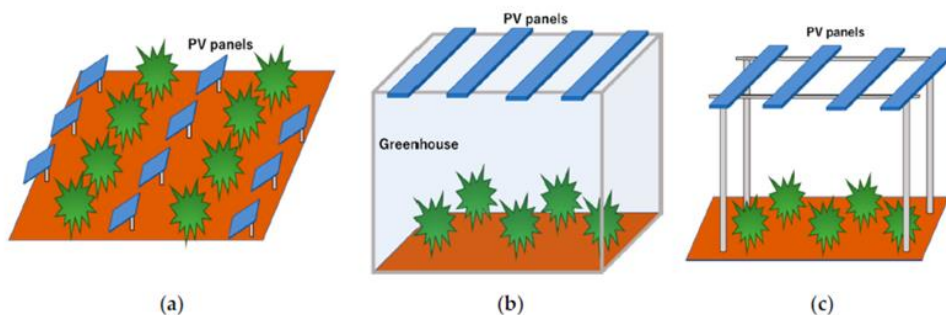 PV panels
PV panels
PV panels
Greenhouse
(a)
(b)
(c)